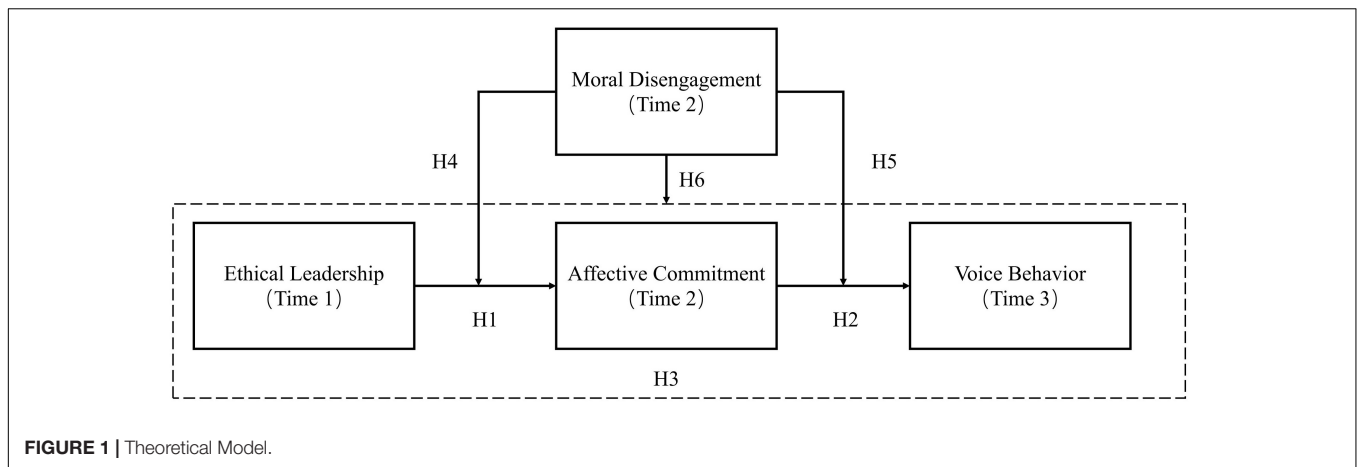 Moral Disengagement
（Time 2）
H4
H5
H6
Ethical Leadership
（Time 1）
Affective Commitment
（Time 2）
Voice Behavior
（Time 3）
H1
H2
H3
FIGURE 1 | Theoretical Model.